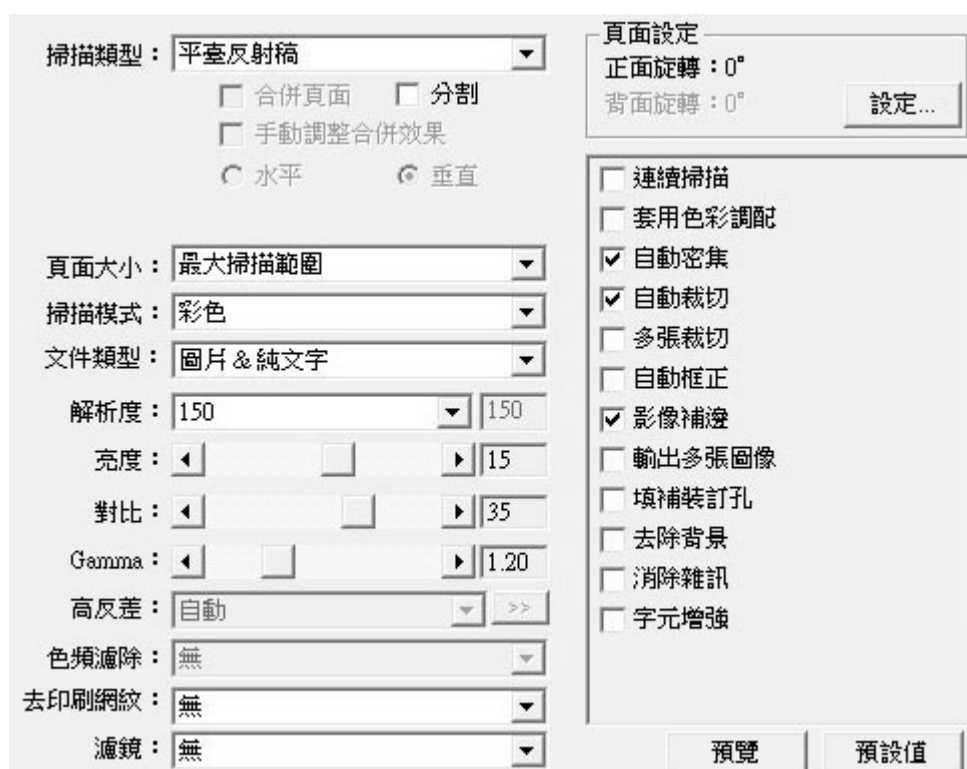 掃描類型：平臺反射稿
合併頁面 分割
手動調整合併效果
水平 垂直
頁面大小：最大掃描範圍
掃描模式：彩色
文件類型：圖片＆純文字
解析度：150 150
亮度：15
對比：35
Gamma：1.20
高反差：自動 >>
色頻濾除：無
去印刷網紋：無
濾鏡：無
頁面設定
正面旋轉：0°
背面旋轉：0° 設定...
連續掃描
套用色彩調配
自動密集
自動裁切
多張裁切
自動框正
影像補邊
輸出多張圖像
填補裝訂孔
去除背景
消除雜訊
字元增強
預覽 預設值